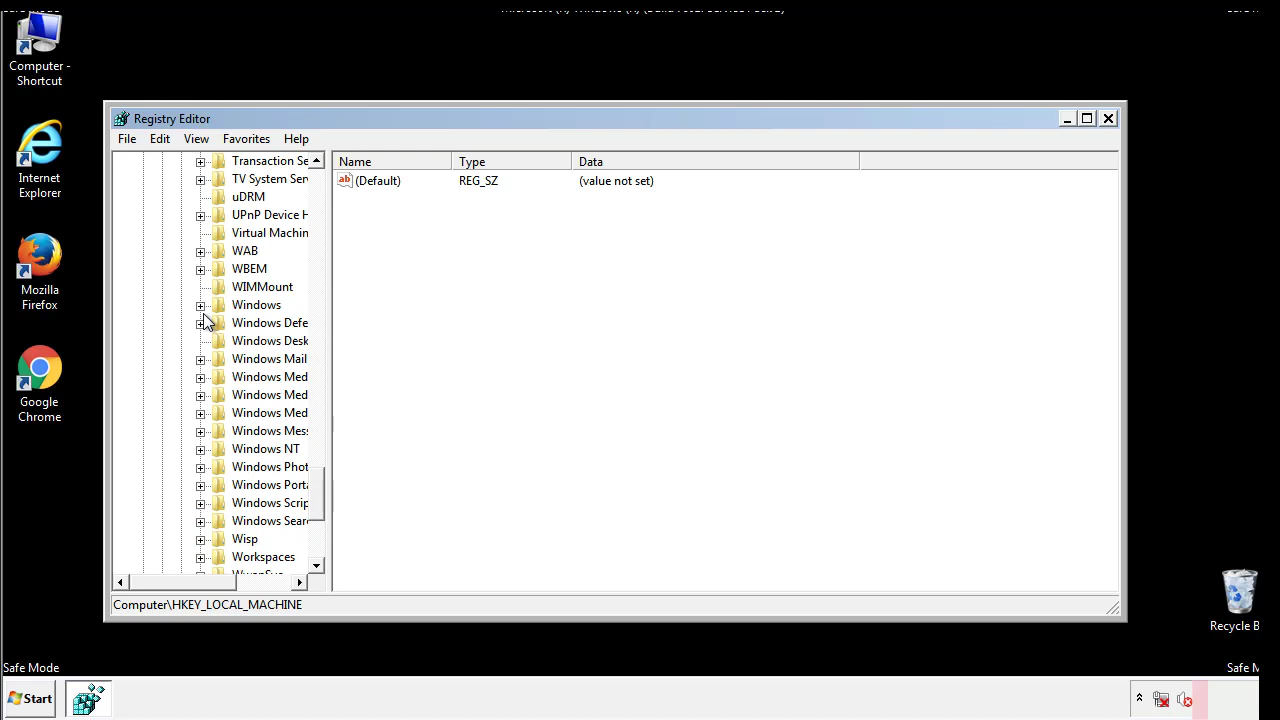 Computer -
Shortcut
Internet
Explorer
Mozilla
Firefox
Google
Chrome
Registry Editor
File Edit View Favorites Help
Transaction Se
TV System Serv
uDRM
UPnP Device H
Virtual Machin
WAB
WBEM
WIMMount
Windows
Windows Defe
Windows Desk
Windows Mail
Windows Med
Windows Med
Windows Med
Windows Mess
Windows NT
Windows Phot
Windows Porta
Windows Scrip
Windows Sear
Wisp
Workspaces
Name Type Data
ab (Default) REG_SZ (value not set)
Computer\HKEY_LOCAL_MACHINE
Recycle B
Safe Mode
Safe M
Start